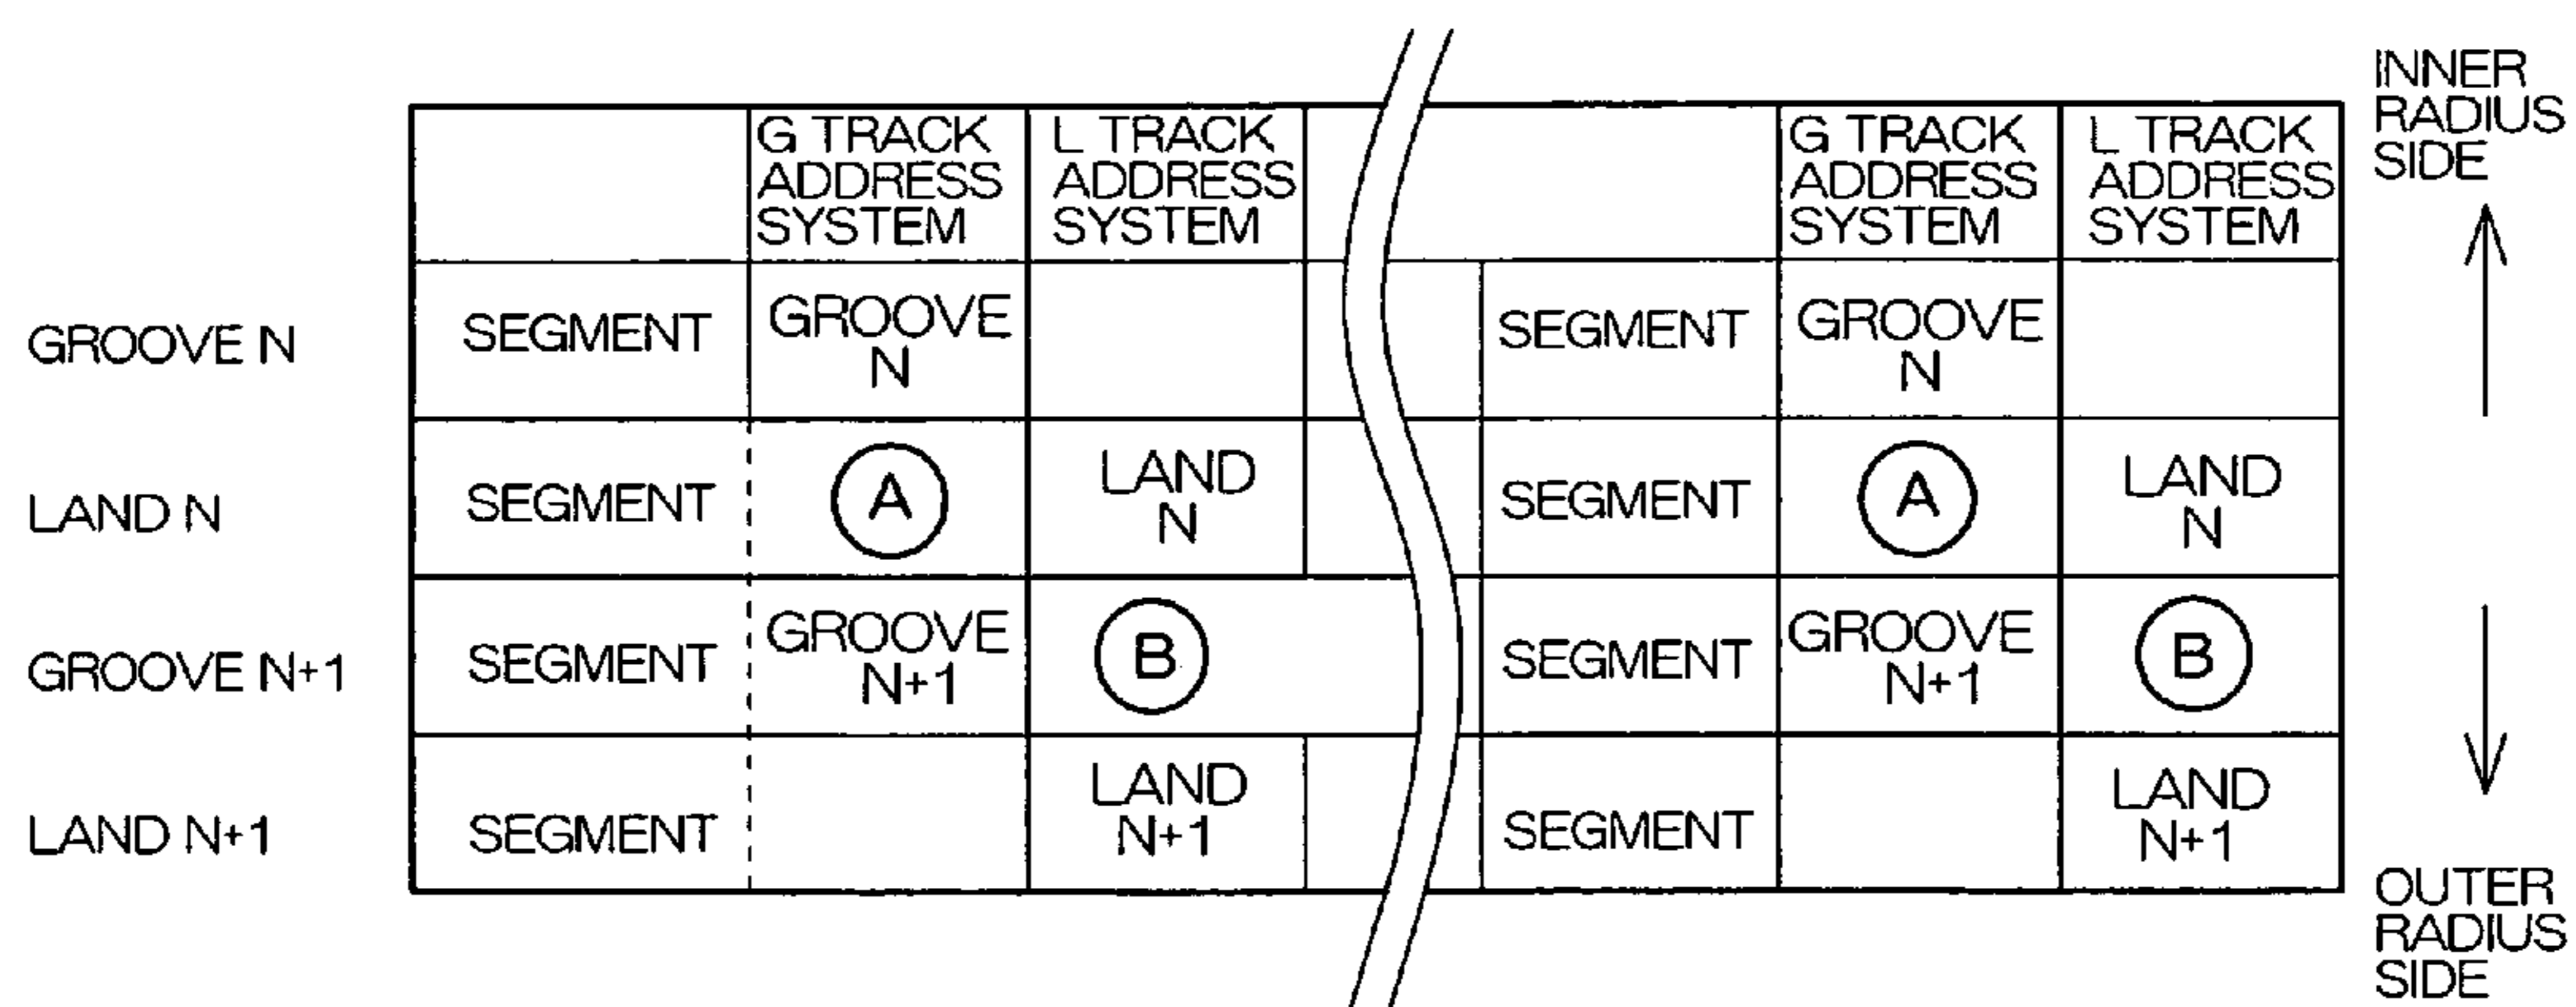 INNER
RADIUS
SIDE
G TRACK
ADDRESS
SYSTEM
L TRACK
ADDRESS
SYSTEM
G TRACK
ADDRESS
SYSTEM
L TRACK
ADDRESS
SYSTEM
GROOVE N
SEGMENT
GROOVE
N
SEGMENT
GROOVE
N
LAND N
SEGMENT
A
LAND
N
SEGMENT
A
LAND
N
GROOVE N+1
SEGMENT
GROOVE
N+1
B
SEGMENT
GROOVE
N+1
B
LAND N+1
SEGMENT
LAND
N+1
SEGMENT
LAND
N+1
OUTER
RADIUS
SIDE